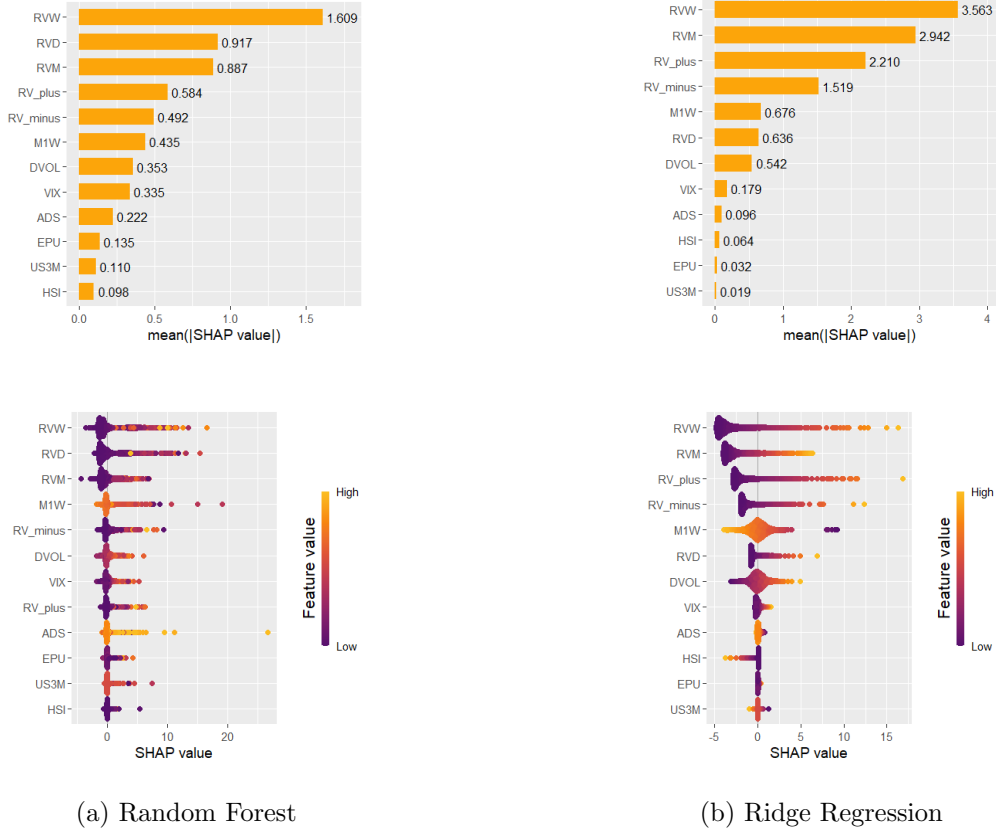 RVW 1.609
RVD 0.917
RVM 0.887
RV_plus 0.584
RV_minus 0.492
M1W 0.435
DVOL 0.353
VIX 0.335
ADS 0.222
EPU 0.135
US3M 0.110
HSI 0.098
0.0 0.5 1.0 1.5
mean(|SHAP value|)
RVW 3.563
RVM 2.942
RV_plus 2.210
RV_minus 1.519
M1W 0.676
RVD 0.636
DVOL 0.542
VIX 0.179
ADS 0.096
HSI 0.064
EPU 0.032
US3M 0.019
0 1 2 3 4
mean(|SHAP value|)
RVW
RVD
RVM
M1W
RV_minus
DVOL
VIX
RV_plus
ADS
EPU
US3M
HSI
0 10 20
SHAP value
High
Low
Feature value
RVW
RVM
RV_plus
RV_minus
M1W
RVD
DVOL
VIX
ADS
HSI
EPU
US3M
-5 0 5 10 15
SHAP value
High
Low
Feature value
(a) Random Forest
(b) Ridge Regression